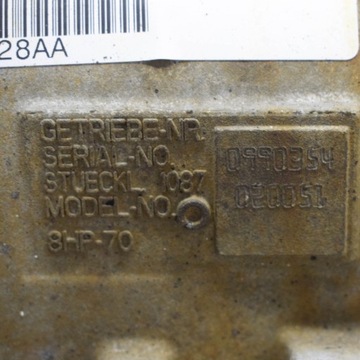 28AA
GETRIEBE-NR.
SERIAL-NO. 0990354
STUECKL. 1087 020051
MODEL-NO.
8HP-70